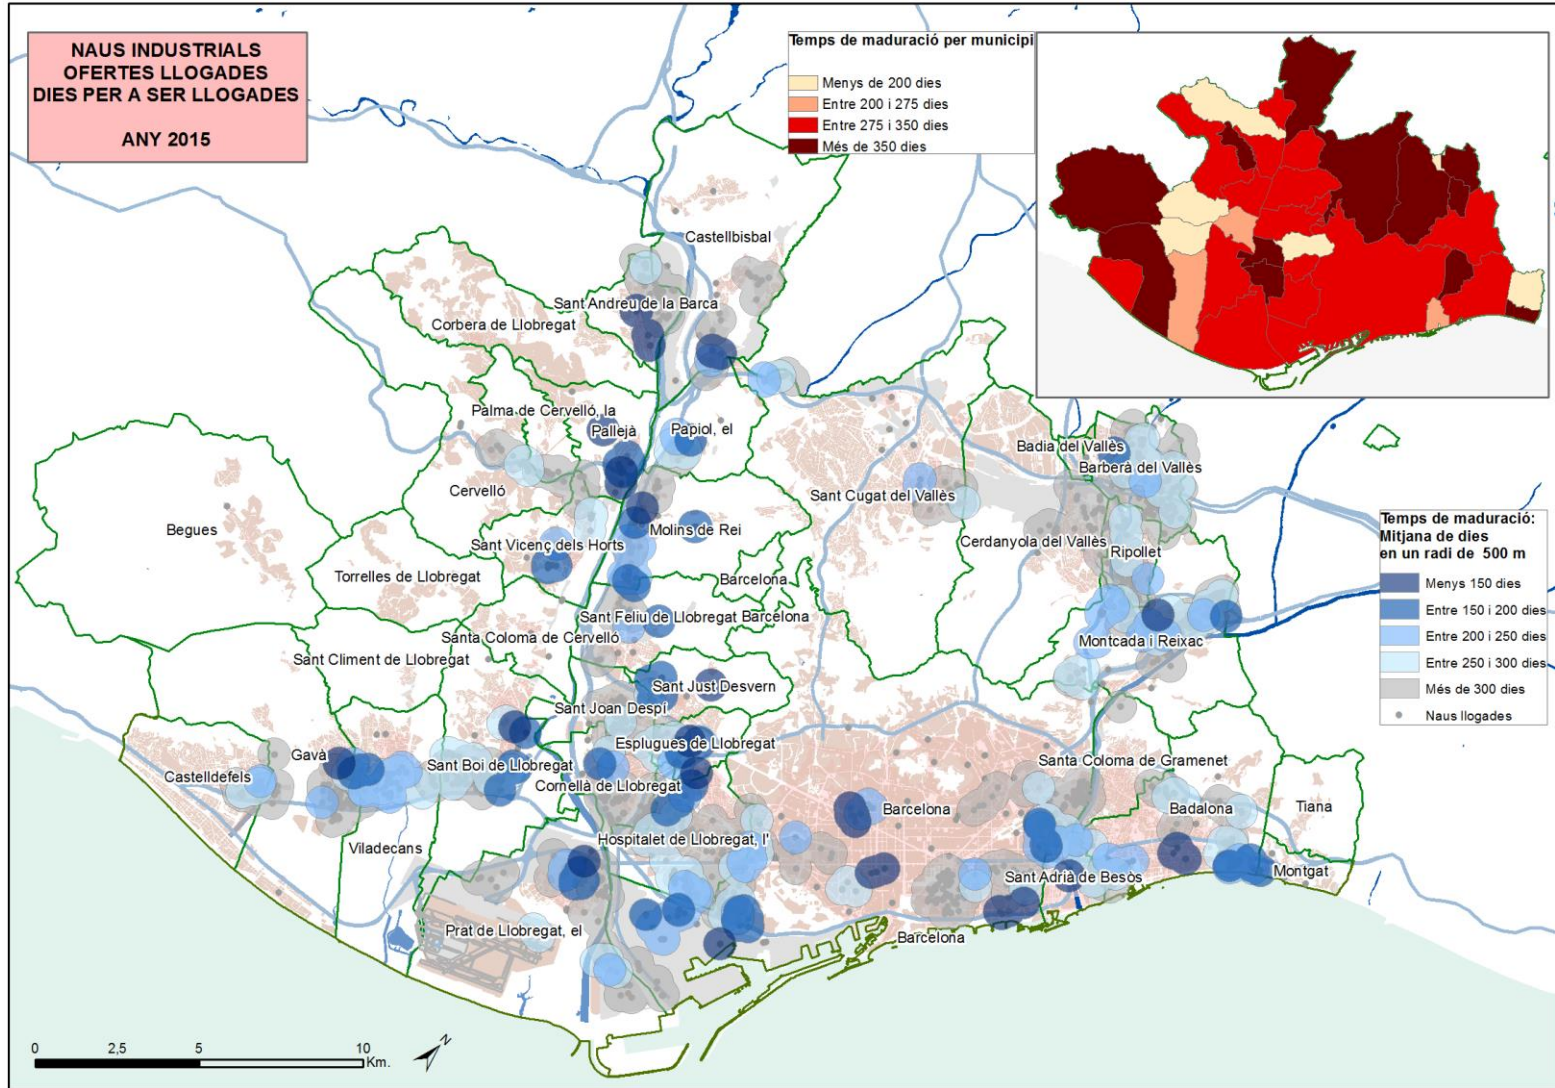 NAUS INDUSTRIALS
OFERTES LLOGADES
DIES PER A SER LLOGADES
ANY 2015
Temps de maduració per municipi
Menys de 200 dies
Entre 200 i 275 dies
Entre 275 i 350 dies
Més de 350 dies
Castellbisbal
Sant Andreu de la Barca
Corbera de Llobregat
Palma de Cervelló, la
Pallejà
Papiol, el
Badia del Vallès
Barberà del Vallès
Cervelló
Sant Cugat del Vallès
Begues
Molins de Rei
Sant Vicenç dels Horts
Cerdanyola del Vallès
Ripollet
Torrelles de Llobregat
Barcelona
Sant Feliu de Llobregat
Barcelona
Santa Coloma de Cervelló
Montcada i Reixac
Sant Climent de Llobregat
Sant Just Desvern
Sant Joan Despí
Esplugues de Llobregat
Gavà
Sant Boi de Llobregat
Santa Coloma de Gramenet
Castelldefels
Cornellà de Llobregat
Barcelona
Badalona
Tiana
Viladecans
Hospitalet de Llobregat, l'
Montgat
Sant Adrià de Besòs
Prat de Llobregat, el
Barcelona
Temps de maduració:
Mitjana de dies
en un radi de 500 m
Menys 150 dies
Entre 150 i 200 dies
Entre 200 i 250 dies
Entre 250 i 300 dies
Més de 300 dies
Naus llogades
0 2,5 5 10
Km.
N